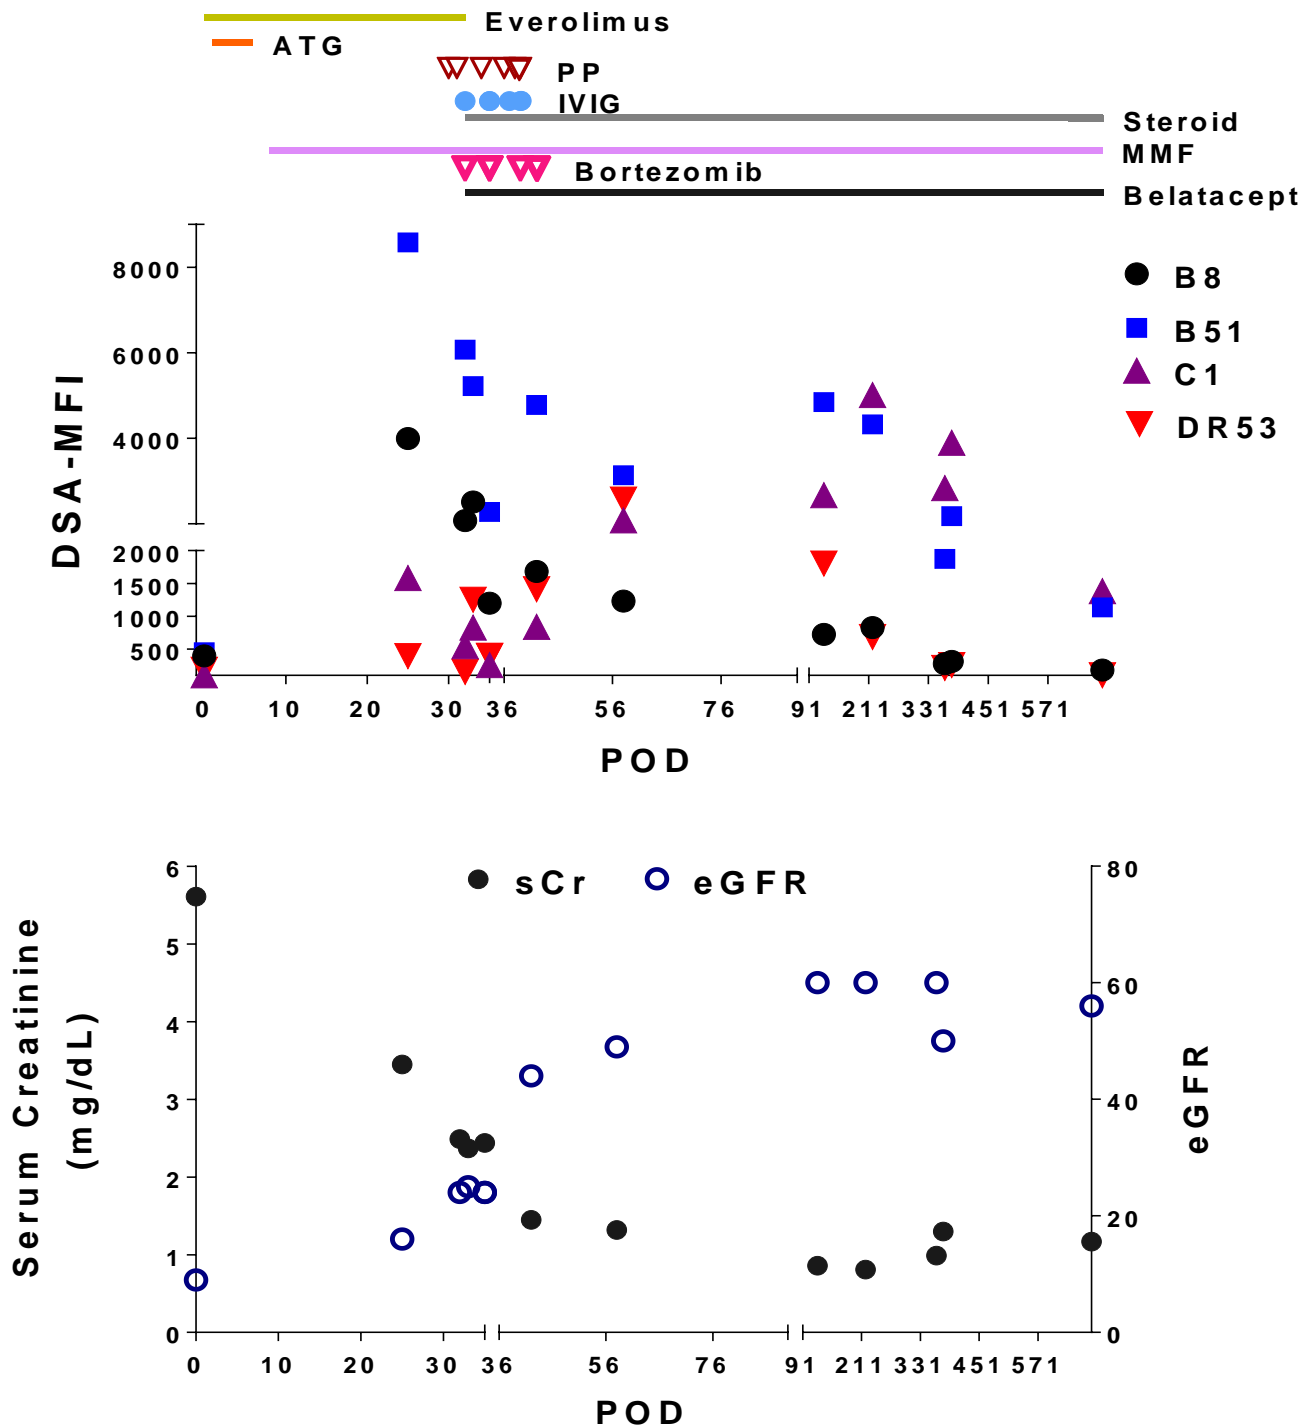 Everolimus
ATG
PP
IVIG
Steroid
MMF
Bortezomib
Belatacept
DSA-MFI
8000
6000
4000
2000
1500
1000
500
B8
B51
C1
DR53
0 10 20 30 36 56 76 91 211 331 451 571
POD
sCr eGFR
Serum Creatinine
(mg/dL)
6
5
4
3
2
1
0
80
60
40
20
0
eGFR
0 10 20 30 36 56 76 91 211 331 451 571
POD